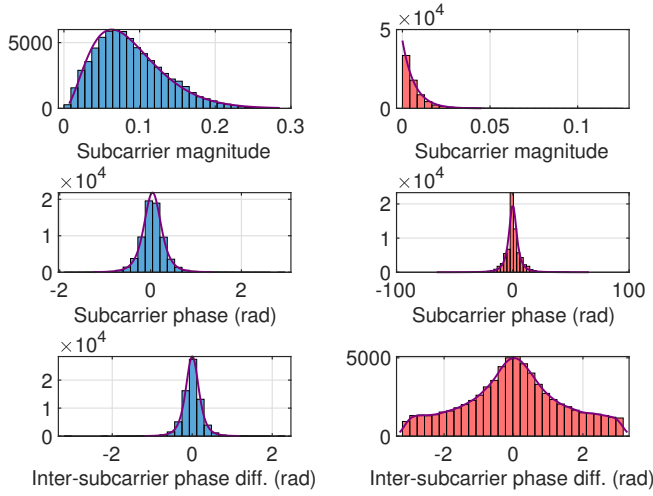 5000
0
0 0.1 0.2 0.3
Subcarrier magnitude
×10⁴
5
0
0 0.05 0.1
Subcarrier magnitude
×10⁴
2
1
0
-2 0 2
Subcarrier phase (rad)
×10⁴
2
1
0
-100 0 100
Subcarrier phase (rad)
×10⁴
2
1
0
-2 0 2
Inter-subcarrier phase diff. (rad)
5000
0
-2 0 2
Inter-subcarrier phase diff. (rad)